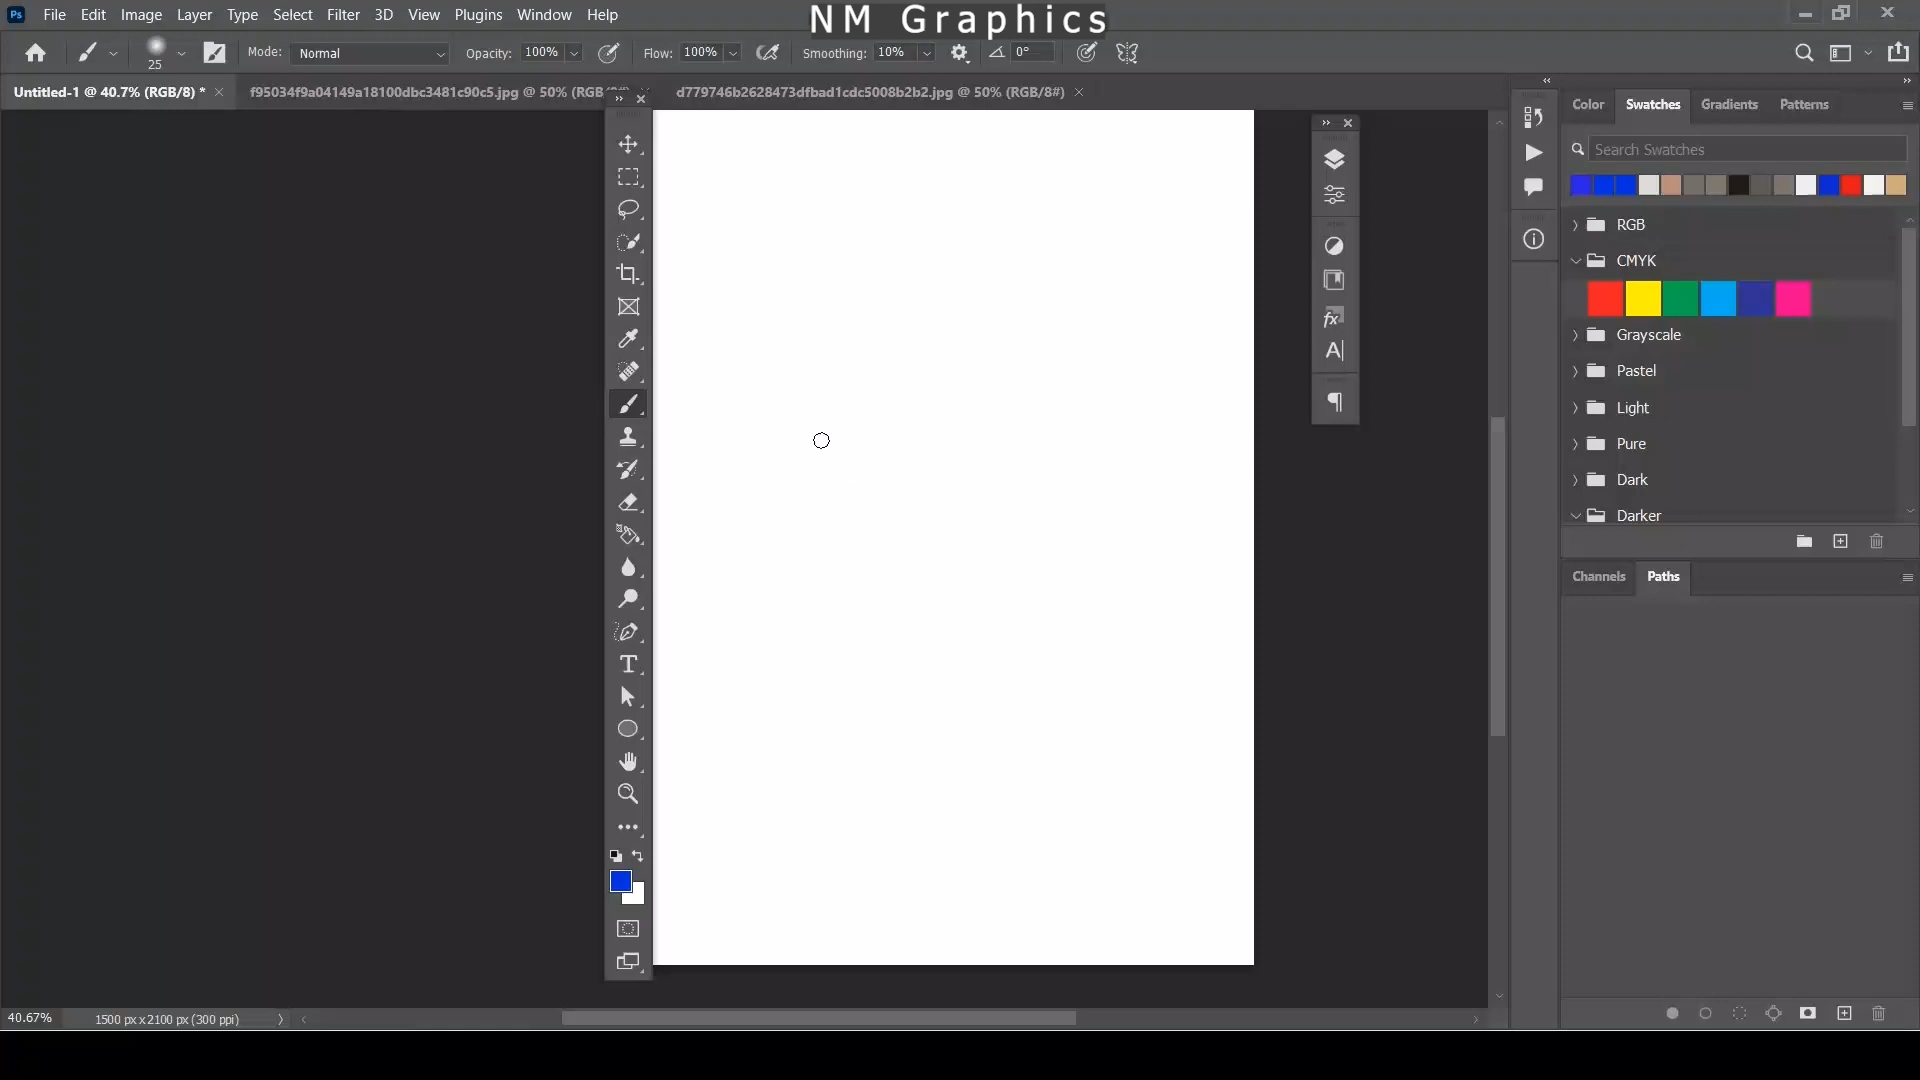 NM Graphics
Ps File Edit Image Layer Type Select Filter 3D View Plugins Window Help
25 Mode: Normal Opacity: 100% Flow: 100% Smoothing: 10% 0°
Untitled-1 @ 40.7% (RGB/8) * × f95034f9a04149a18100dbc3481c90c5.jpg @ 50% (RGB/8#) d779746b2628473dfbad1cdc5008b2b2.jpg @ 50% (RGB/8#) ×
Color Swatches Gradients Patterns
Search Swatches
RGB
CMYK
Grayscale
Pastel
Light
Pure
Dark
Darker
Channels Paths
40.67% 1500 px x 2100 px (300 ppi)